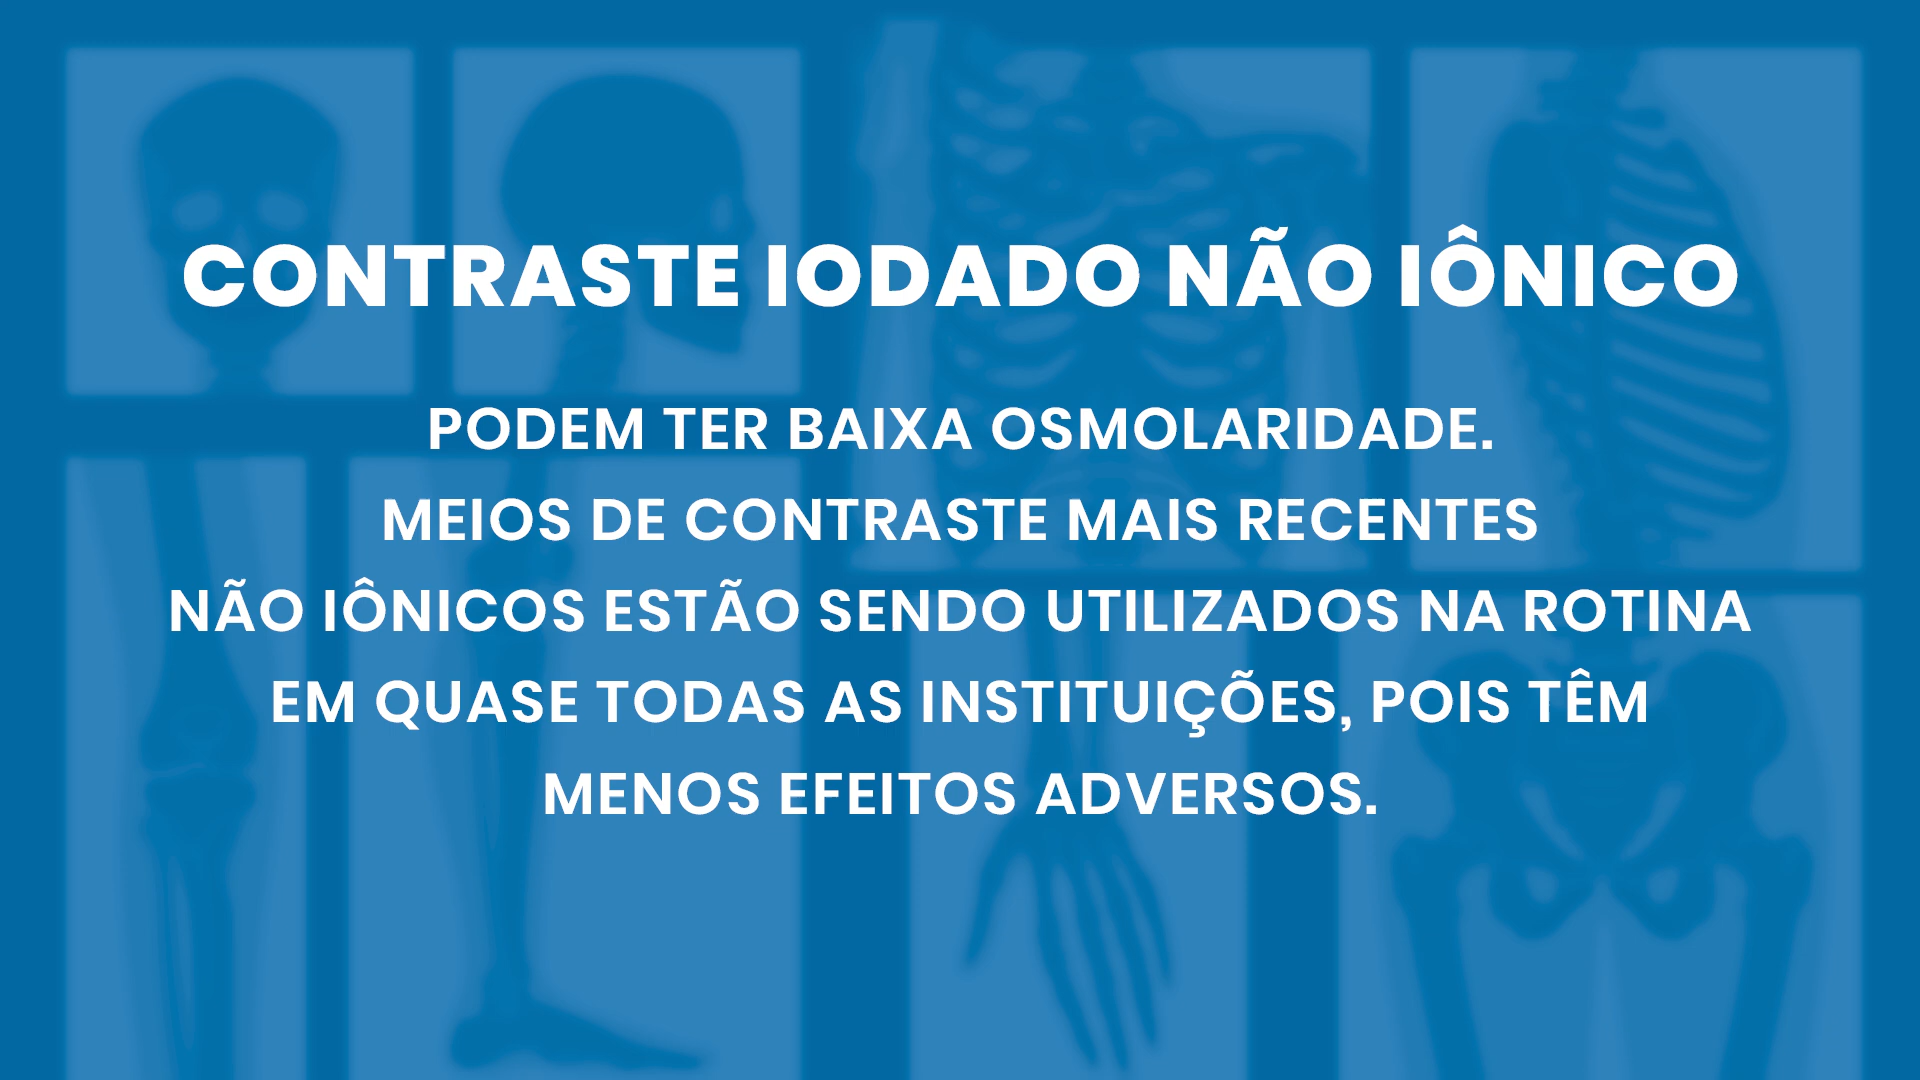 CONTRASTE IODADO NÃO IÔNICO
PODEM TER BAIXA OSMOLARIDADE.
MEIOS DE CONTRASTE MAIS RECENTES
NÃO IÔNICOS ESTÃO SENDO UTILIZADOS NA ROTINA
EM QUASE TODAS AS INSTITUIÇÕES, POIS TÊM
MENOS EFEITOS ADVERSOS.